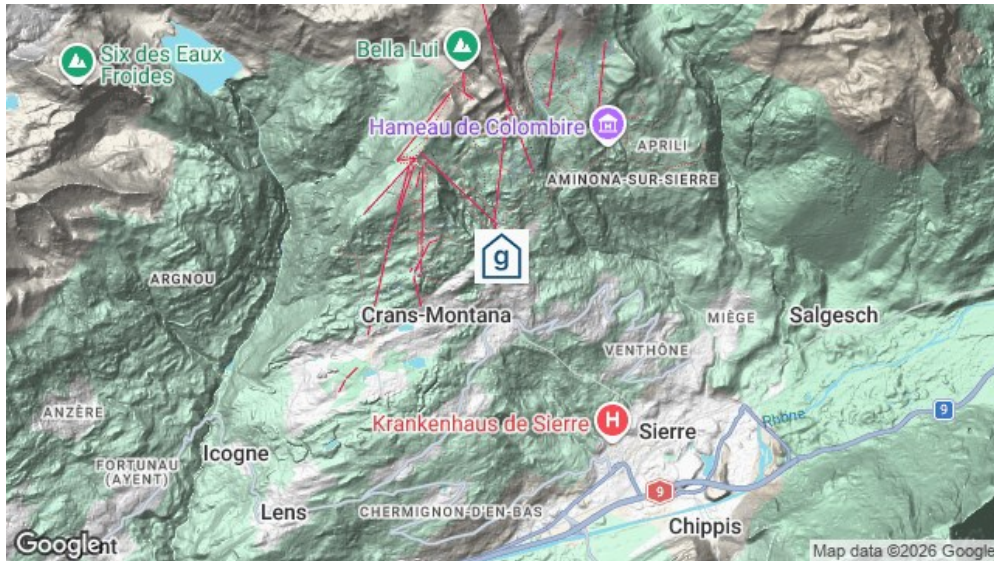 Six des Eaux
Froides
Bella Lui
Hameau de Colombire
APRILI
AMINONA-SUR-SIERRE
g
ARGNOU
Crans-Montana
MIÈGE
Salgesch
VENTHÔNE
ANZÈRE
9
Rhône
Krankenhaus de Sierre
H
Sierre
Icogne
FORTUNAU
(AYENT)
9
Lens
CHERMIGNON-D'EN-BAS
Chippis
Google
nt
Map data ©2026 Google